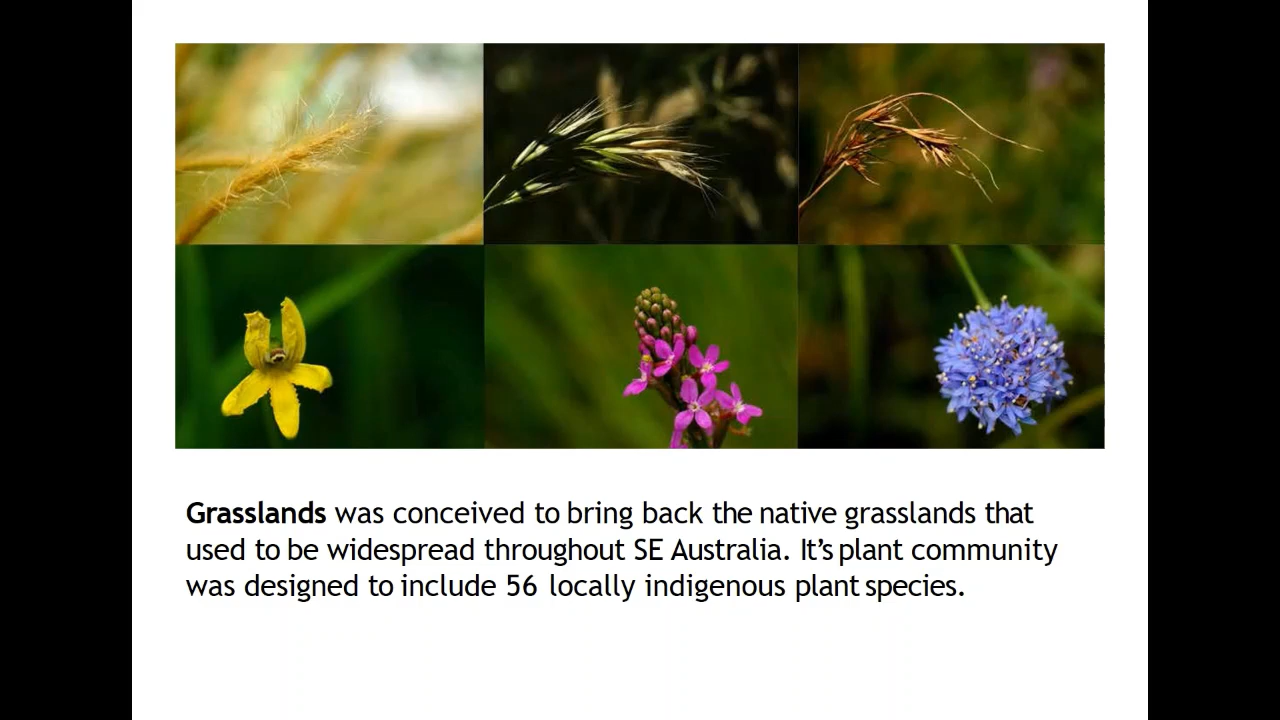 Grasslands was conceived to bring back the native grasslands that
used to be widespread throughout SE Australia. It’s plant community
was designed to include 56 locally indigenous plant species.